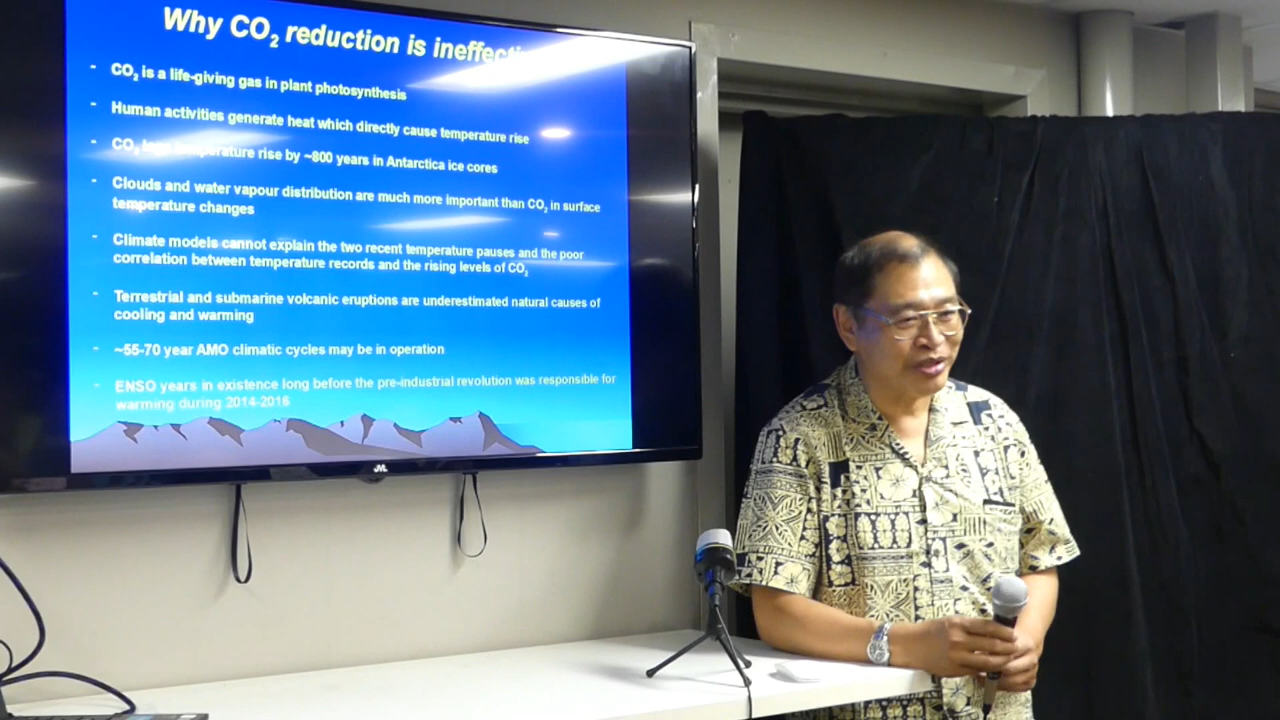 Why CO2 reduction is
- CO2 is a life-giving gas in plant photosynthesis
- Human activities generate heat which directly cause temperature rise
- CO2 lags temperature rise by ~800 years in Antarctica ice cores
- Clouds and water vapour distribution are much more important than CO2 in surface
temperature changes
- Climate models cannot explain the two recent temperature pauses and the poor
correlation between temperature records and the rising levels of CO2
- Terrestrial and submarine volcanic eruptions are underestimated natural causes of
cooling and warming
- ~55-70 year AMO climatic cycles may be in operation
- ENSO years in existence long before the pre-industrial revolution was responsible for
warming during 2014-2016
JVL